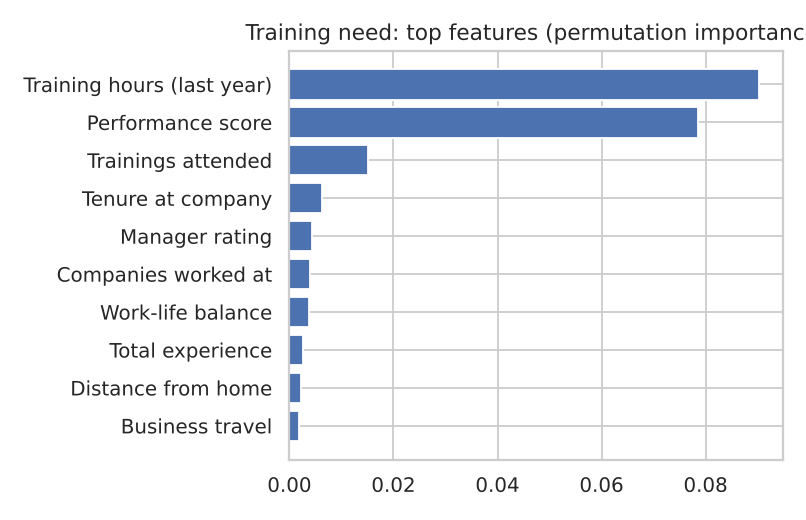 Training need: top features (permutation importanc
Training hours (last year)
Performance score
Trainings attended
Tenure at company
Manager rating
Companies worked at
Work-life balance
Total experience
Distance from home
Business travel
0.00 0.02 0.04 0.06 0.08